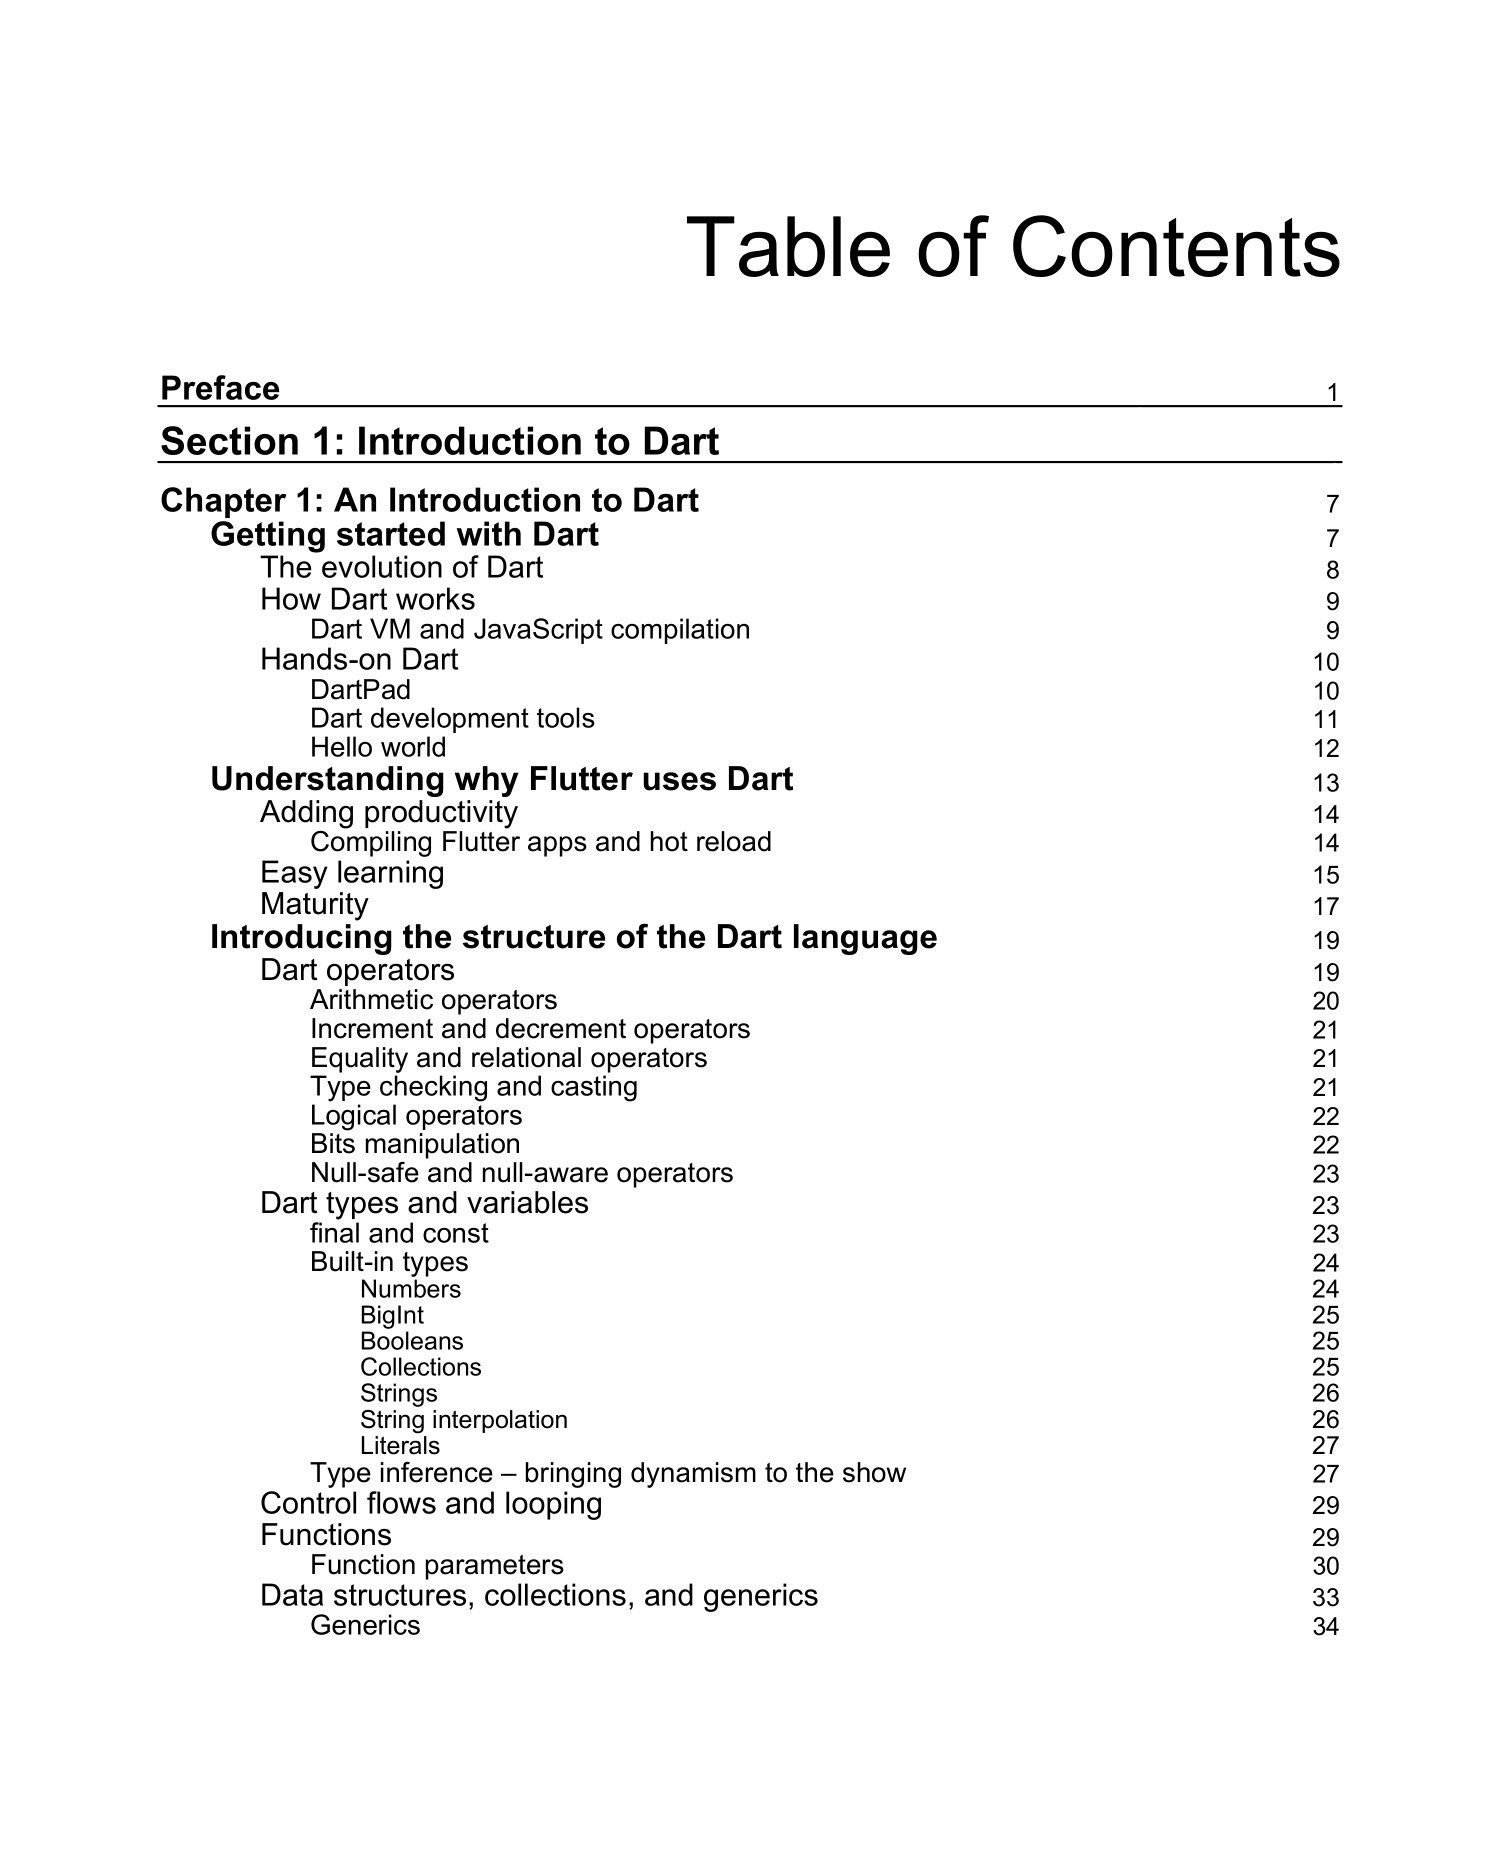 Table of Contents
Preface 1
Section 1: Introduction to Dart
Chapter 1: An Introduction to Dart 7
Getting started with Dart 7
The evolution of Dart 8
How Dart works 9
Dart VM and JavaScript compilation 9
Hands-on Dart 10
DartPad 10
Dart development tools 11
Hello world 12
Understanding why Flutter uses Dart 13
Adding productivity 14
Compiling Flutter apps and hot reload 14
Easy learning 15
Maturity 17
Introducing the structure of the Dart language 19
Dart operators 19
Arithmetic operators 20
Increment and decrement operators 21
Equality and relational operators 21
Type checking and casting 21
Logical operators 22
Bits manipulation 22
Null-safe and null-aware operators 23
Dart types and variables 23
final and const 23
Built-in types 24
Numbers 24
BigInt 25
Booleans 25
Collections 25
Strings 26
String interpolation 26
Literals 27
Type inference – bringing dynamism to the show 27
Control flows and looping 29
Functions 29
Function parameters 30
Data structures, collections, and generics 33
Generics 34